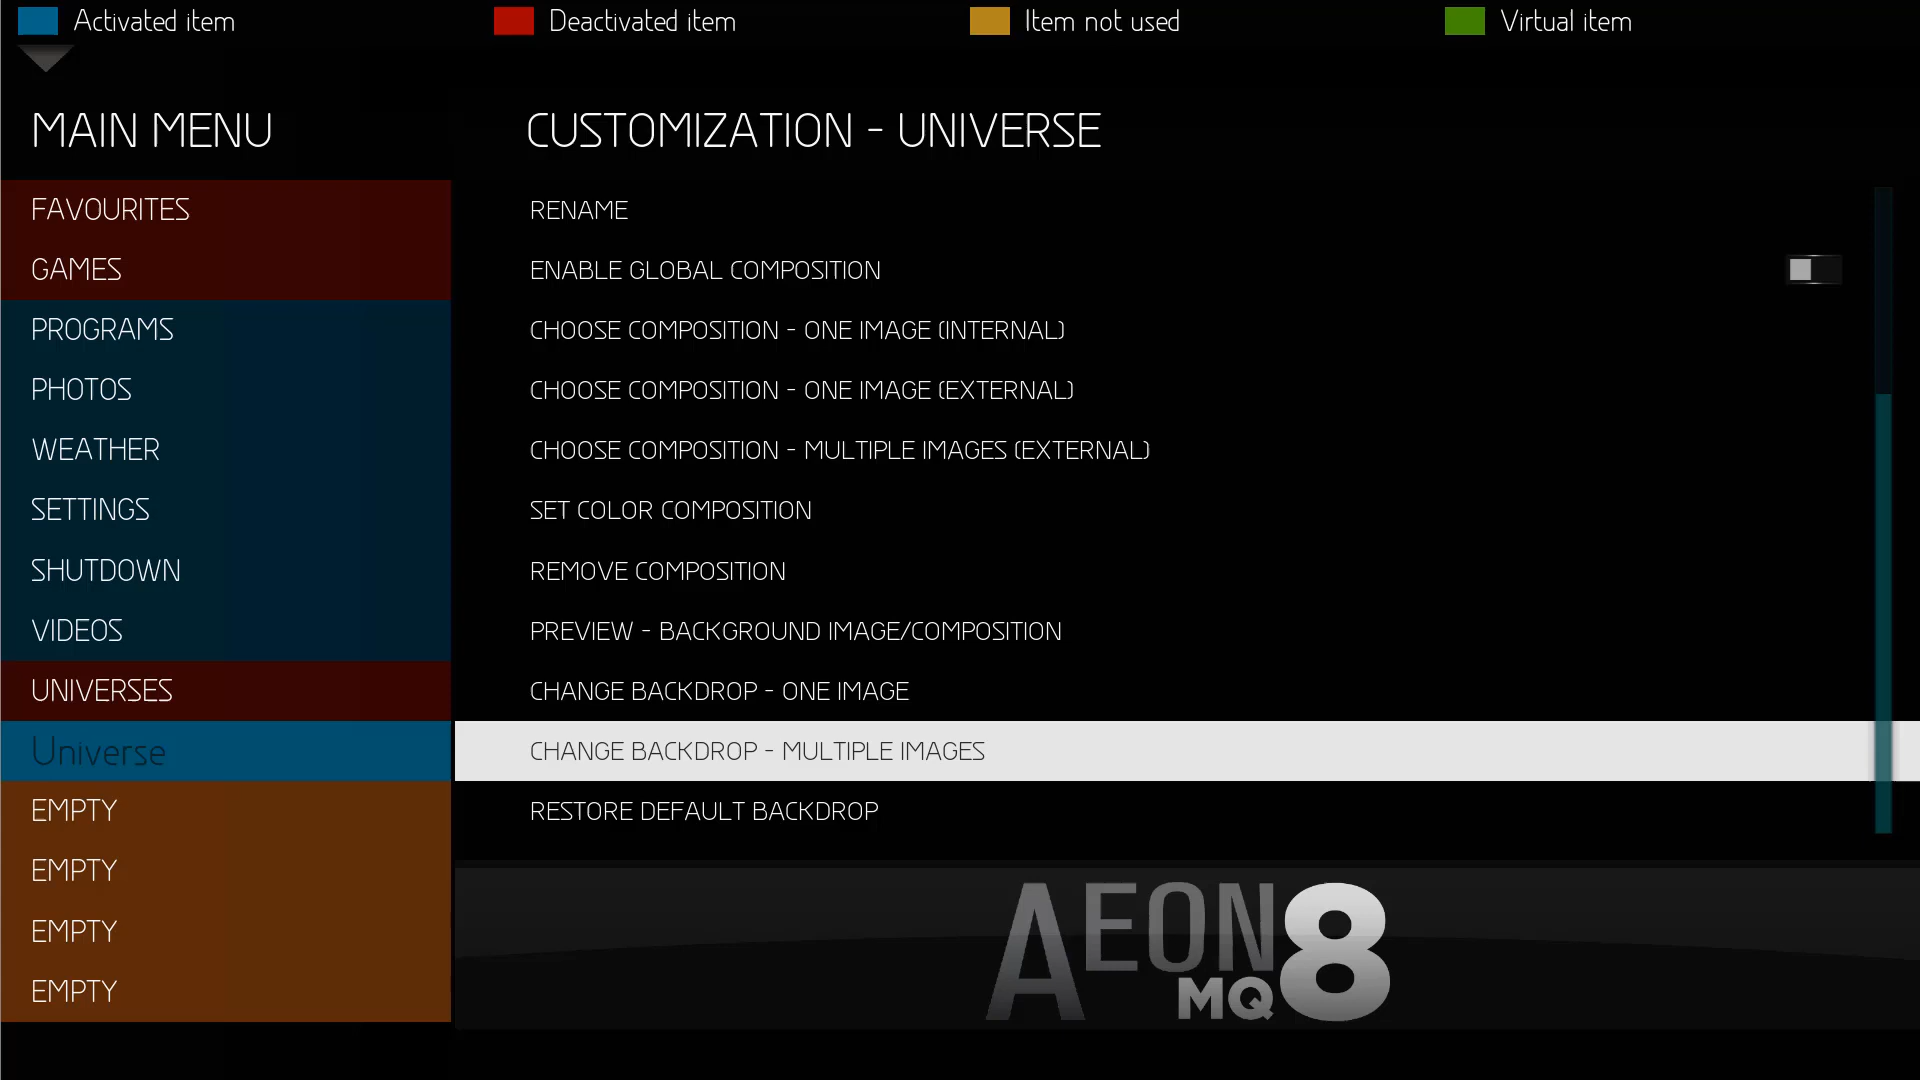 Activated item
Deactivated item
Item not used
Virtual item
MAIN MENU
FAVOURITES
GAMES
PROGRAMS
PHOTOS
WEATHER
SETTINGS
SHUTDOWN
VIDEOS
UNIVERSES
Universe
EMPTY
EMPTY
EMPTY
EMPTY
CUSTOMIZATION - UNIVERSE
RENAME
ENABLE GLOBAL COMPOSITION
CHOOSE COMPOSITION - ONE IMAGE (INTERNAL)
CHOOSE COMPOSITION - ONE IMAGE (EXTERNAL)
CHOOSE COMPOSITION - MULTIPLE IMAGES (EXTERNAL)
SET COLOR COMPOSITION
REMOVE COMPOSITION
PREVIEW - BACKGROUND IMAGE/COMPOSITION
CHANGE BACKDROP - ONE IMAGE
CHANGE BACKDROP - MULTIPLE IMAGES
RESTORE DEFAULT BACKDROP
AEON MQ 8